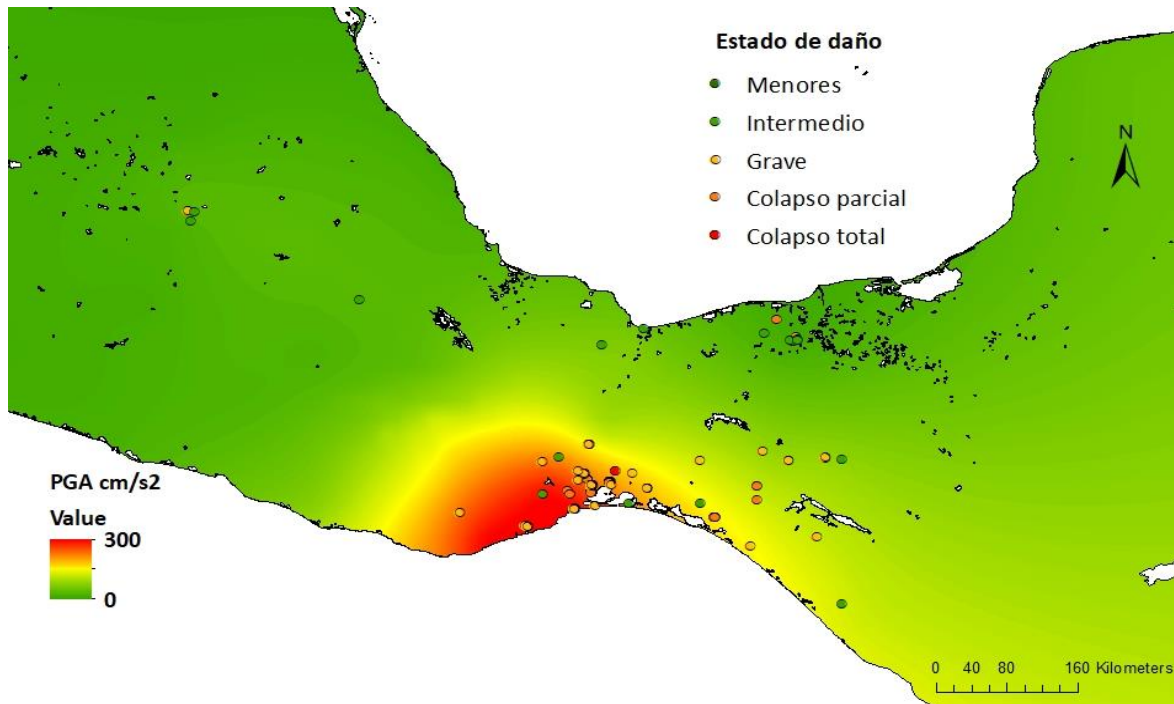 Estado de daño
Menores
Intermedio
Grave
Colapso parcial
Colapso total
N
PGA cm/s2
Value
300
0
0 40 80 160 Kilometers